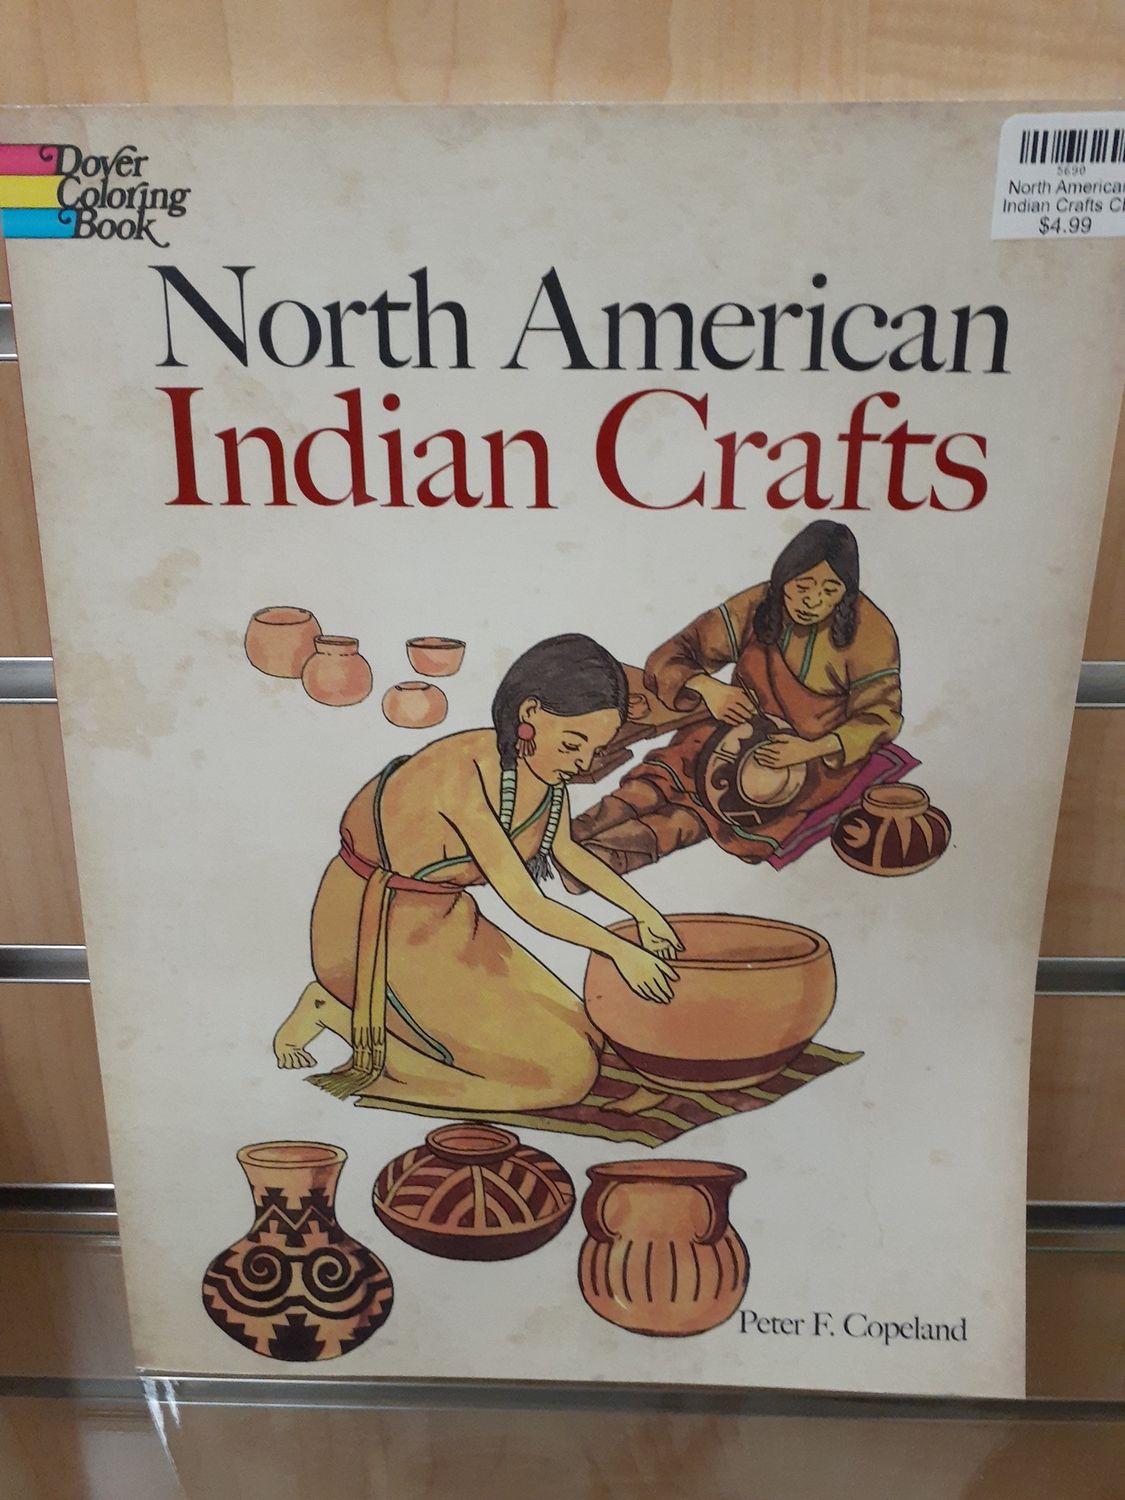 Dover
Coloring
Book
5690
North American
Indian Crafts
$4.99
North American
Indian Crafts
Peter F. Copeland